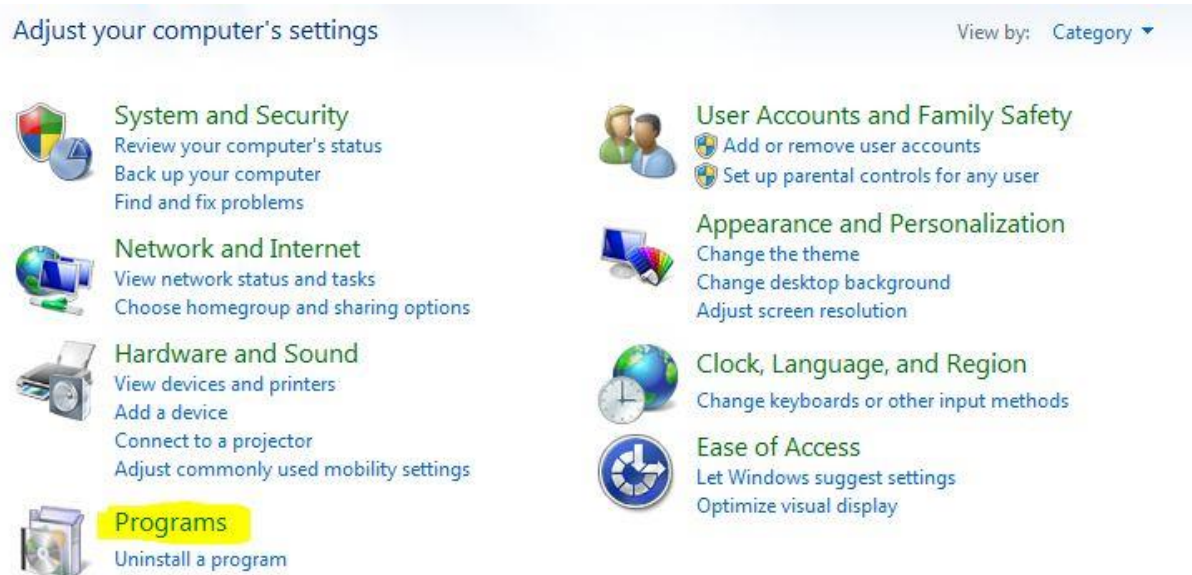 Adjust your computer's settings
View by: Category
System and Security
Review your computer's status
Back up your computer
Find and fix problems
Network and Internet
View network status and tasks
Choose homegroup and sharing options
Hardware and Sound
View devices and printers
Add a device
Connect to a projector
Adjust commonly used mobility settings
Programs
Uninstall a program
User Accounts and Family Safety
Add or remove user accounts
Set up parental controls for any user
Appearance and Personalization
Change the theme
Change desktop background
Adjust screen resolution
Clock, Language, and Region
Change keyboards or other input methods
Ease of Access
Let Windows suggest settings
Optimize visual display